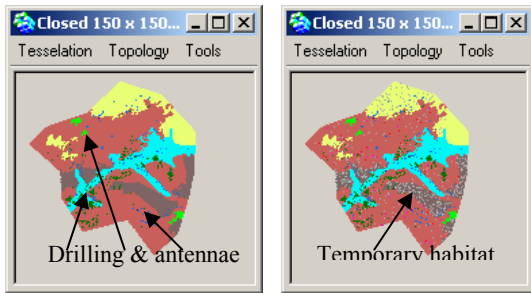 Closed 150 x 150...
Tesselation Topology Tools
Drilling & antennae
Closed 150 x 150...
Tesselation Topology Tools
Temporary habitat